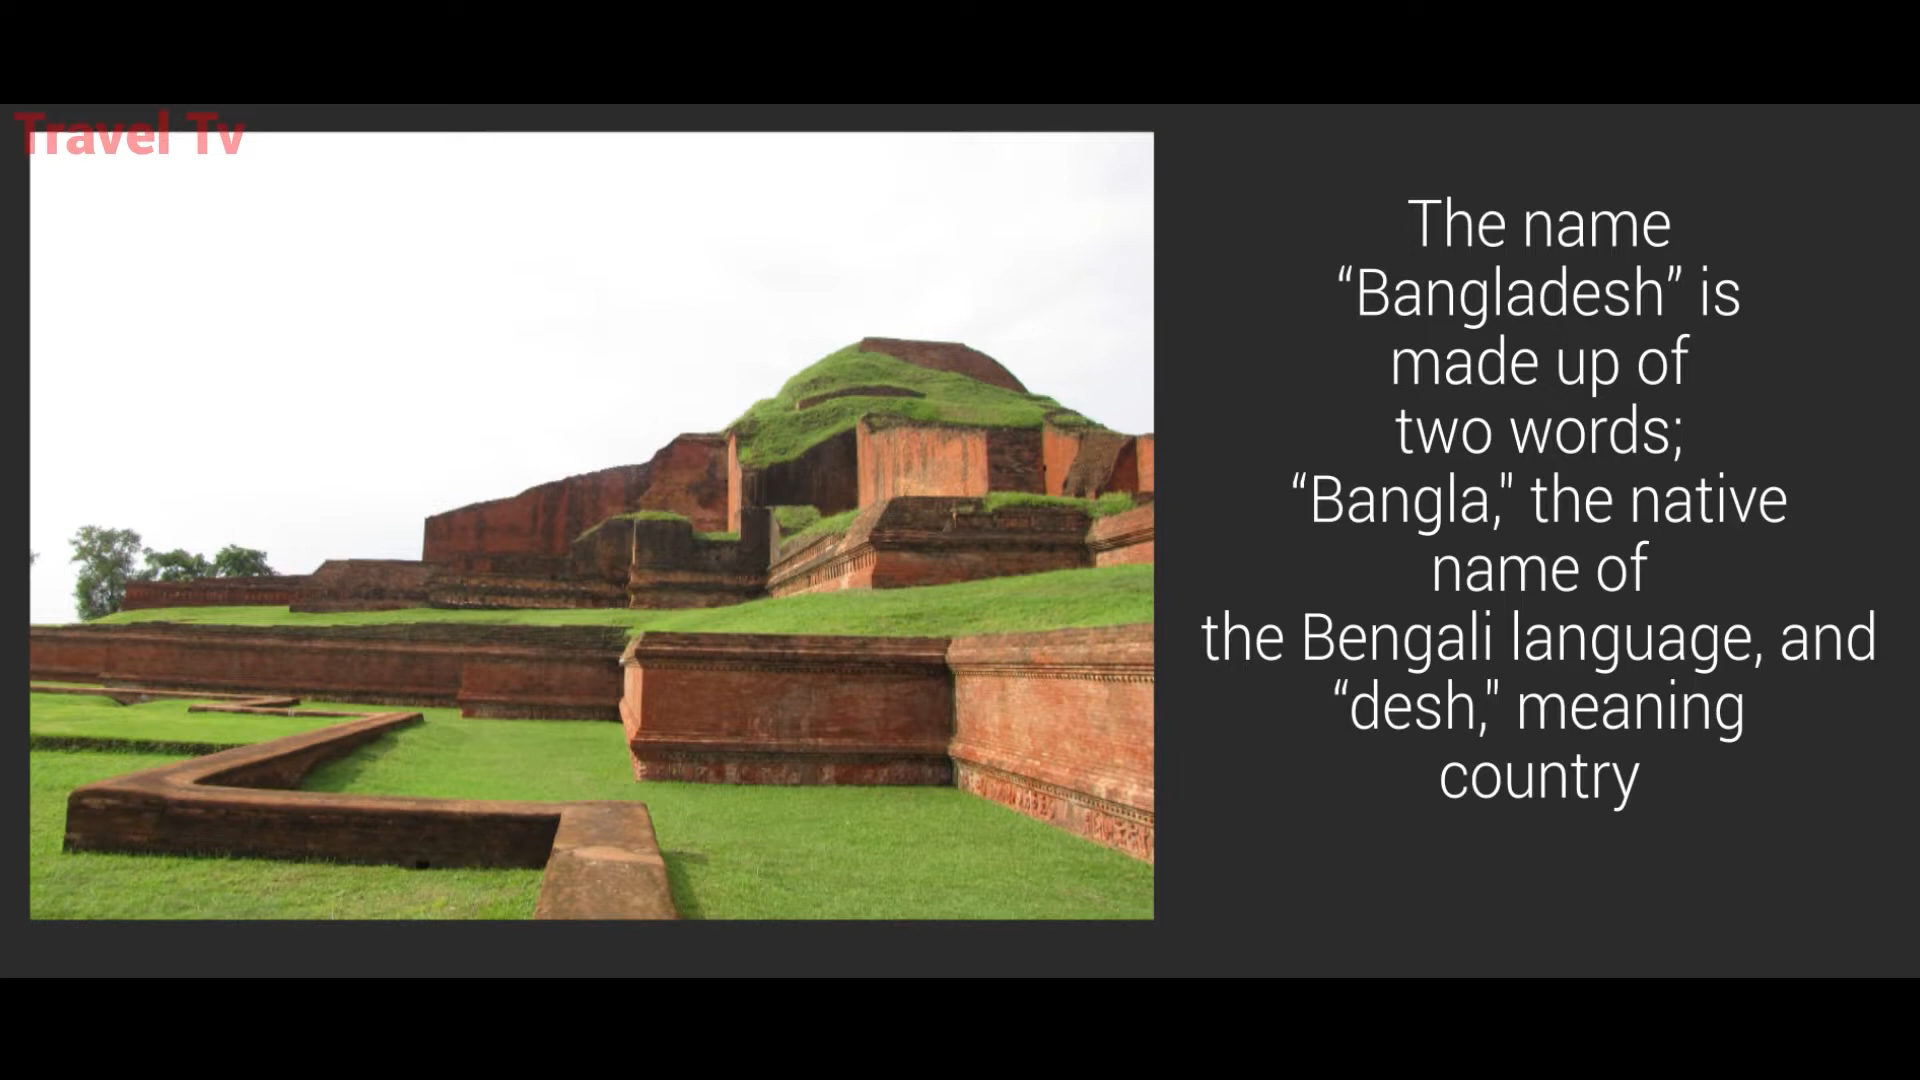 Travel Tv
The name
“Bangladesh” is
made up of
two words;
“Bangla,” the native
name of
the Bengali language, and
“desh,” meaning
country